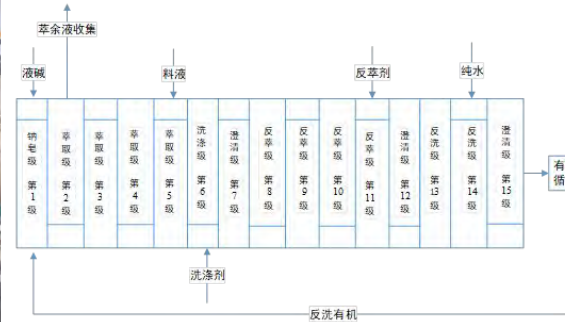 萃余液收集
液碱
料液
反萃剂
纯水
钠皂级 第1级
萃取级 第2级
萃取级 第3级
萃取级 第4级
萃取级 第5级
洗涤级 第6级
澄清级 第7级
反萃级 第8级
反萃级 第9级
反萃级 第10级
反萃级 第11级
澄清级 第12级
反洗级 第13级
反洗级 第14级
澄清级 第15级
有
循
洗涤剂
反洗有机